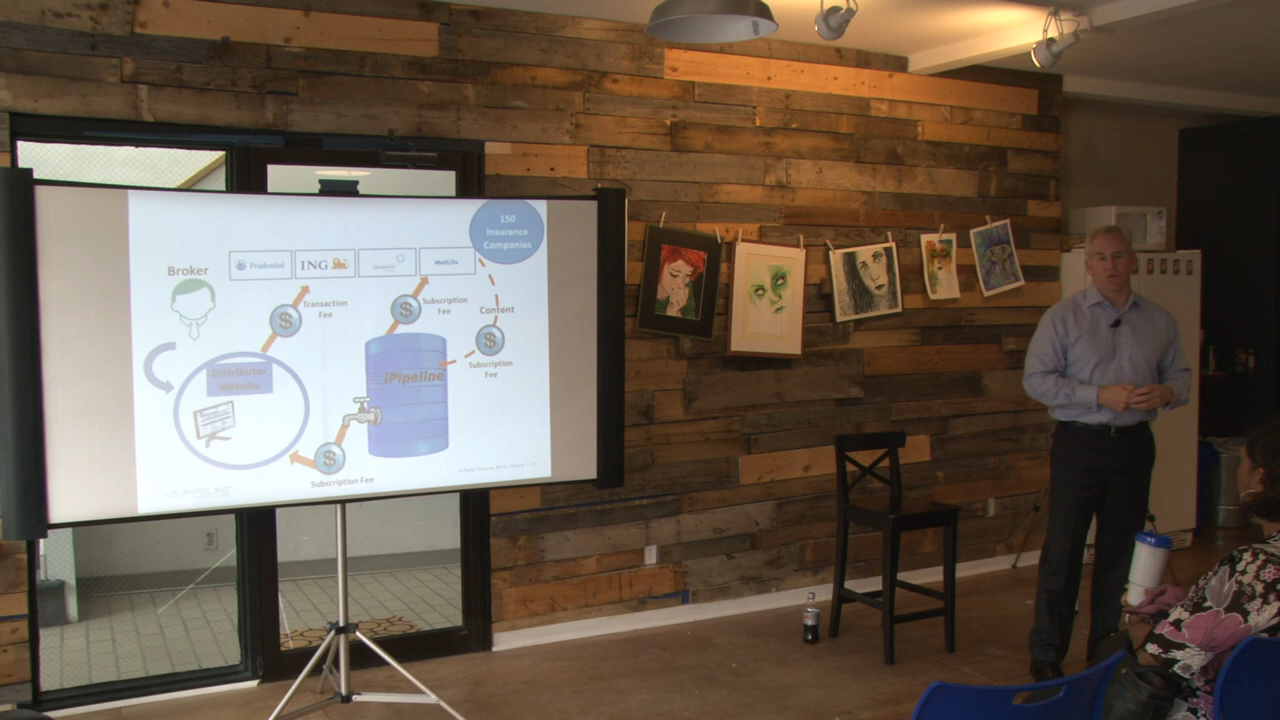 150
Insurance
Companies
Prudential
ING
MetLife
Broker
Transaction
Fee
Subscription
Fee
Content
Subscription
Fee
iPipeline
Distributor
Website
Subscription Fee